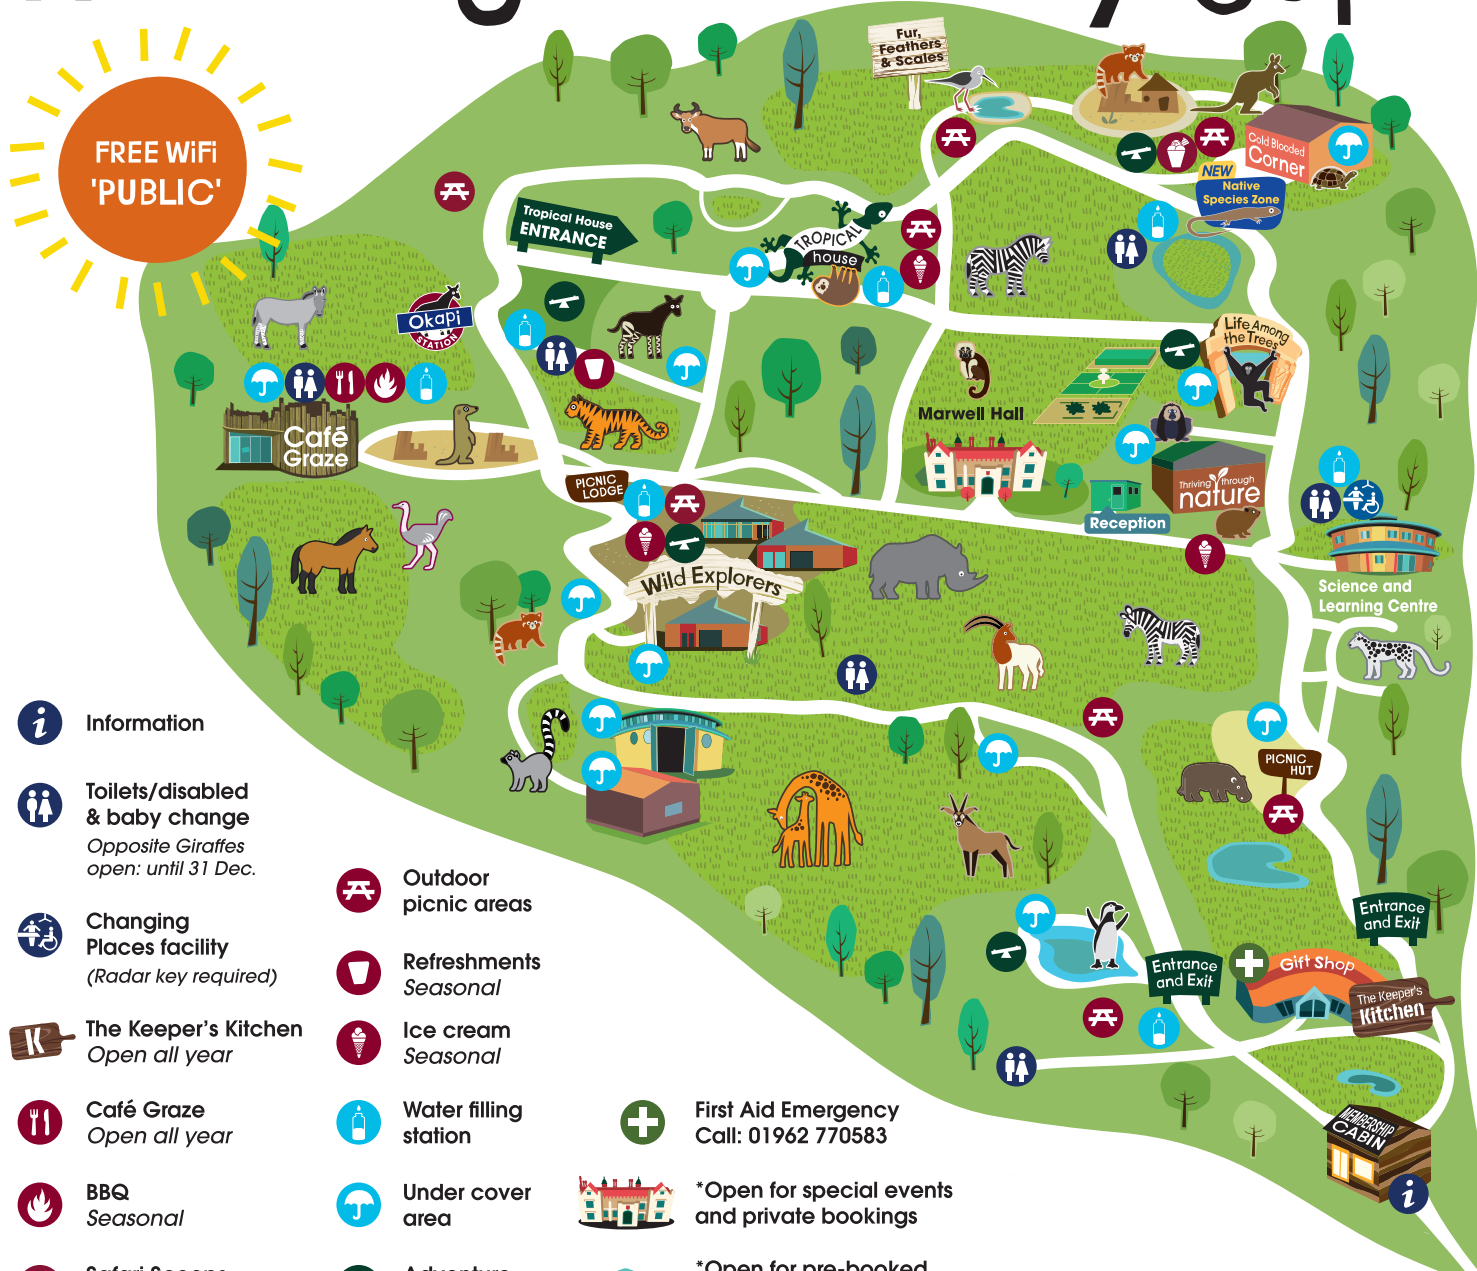 FREE WiFi
'PUBLIC'
Fur,
Feathers
& Scales
Cold Blooded
Corner
NEW
Native
Species Zone
Tropical House
ENTRANCE
TROPICAL
house
Okapi
STATION
Life Among
the Trees
Marwell Hall
Café
Graze
PICNIC
LODGE
Thriving Through
nature
Reception
Wild Explorers
Science and
Learning Centre
PICNIC
HUT
Entrance
and Exit
Entrance
and Exit
Gift Shop
The Keeper's
Kitchen
MEMBERSHIP
CABIN
i
i
Information
Toilets/disabled
& baby change
Opposite Giraffes
open: until 31 Dec.
Changing
Places facility
(Radar key required)
K
The Keeper's Kitchen
Open all year
Café Graze
Open all year
BBQ
Seasonal
Outdoor
picnic areas
Refreshments
Seasonal
Ice cream
Seasonal
Water filling
station
Under cover
area
Adventure
First Aid Emergency
Call: 01962 770583
*Open for special events
and private bookings
*Open for pre-booked